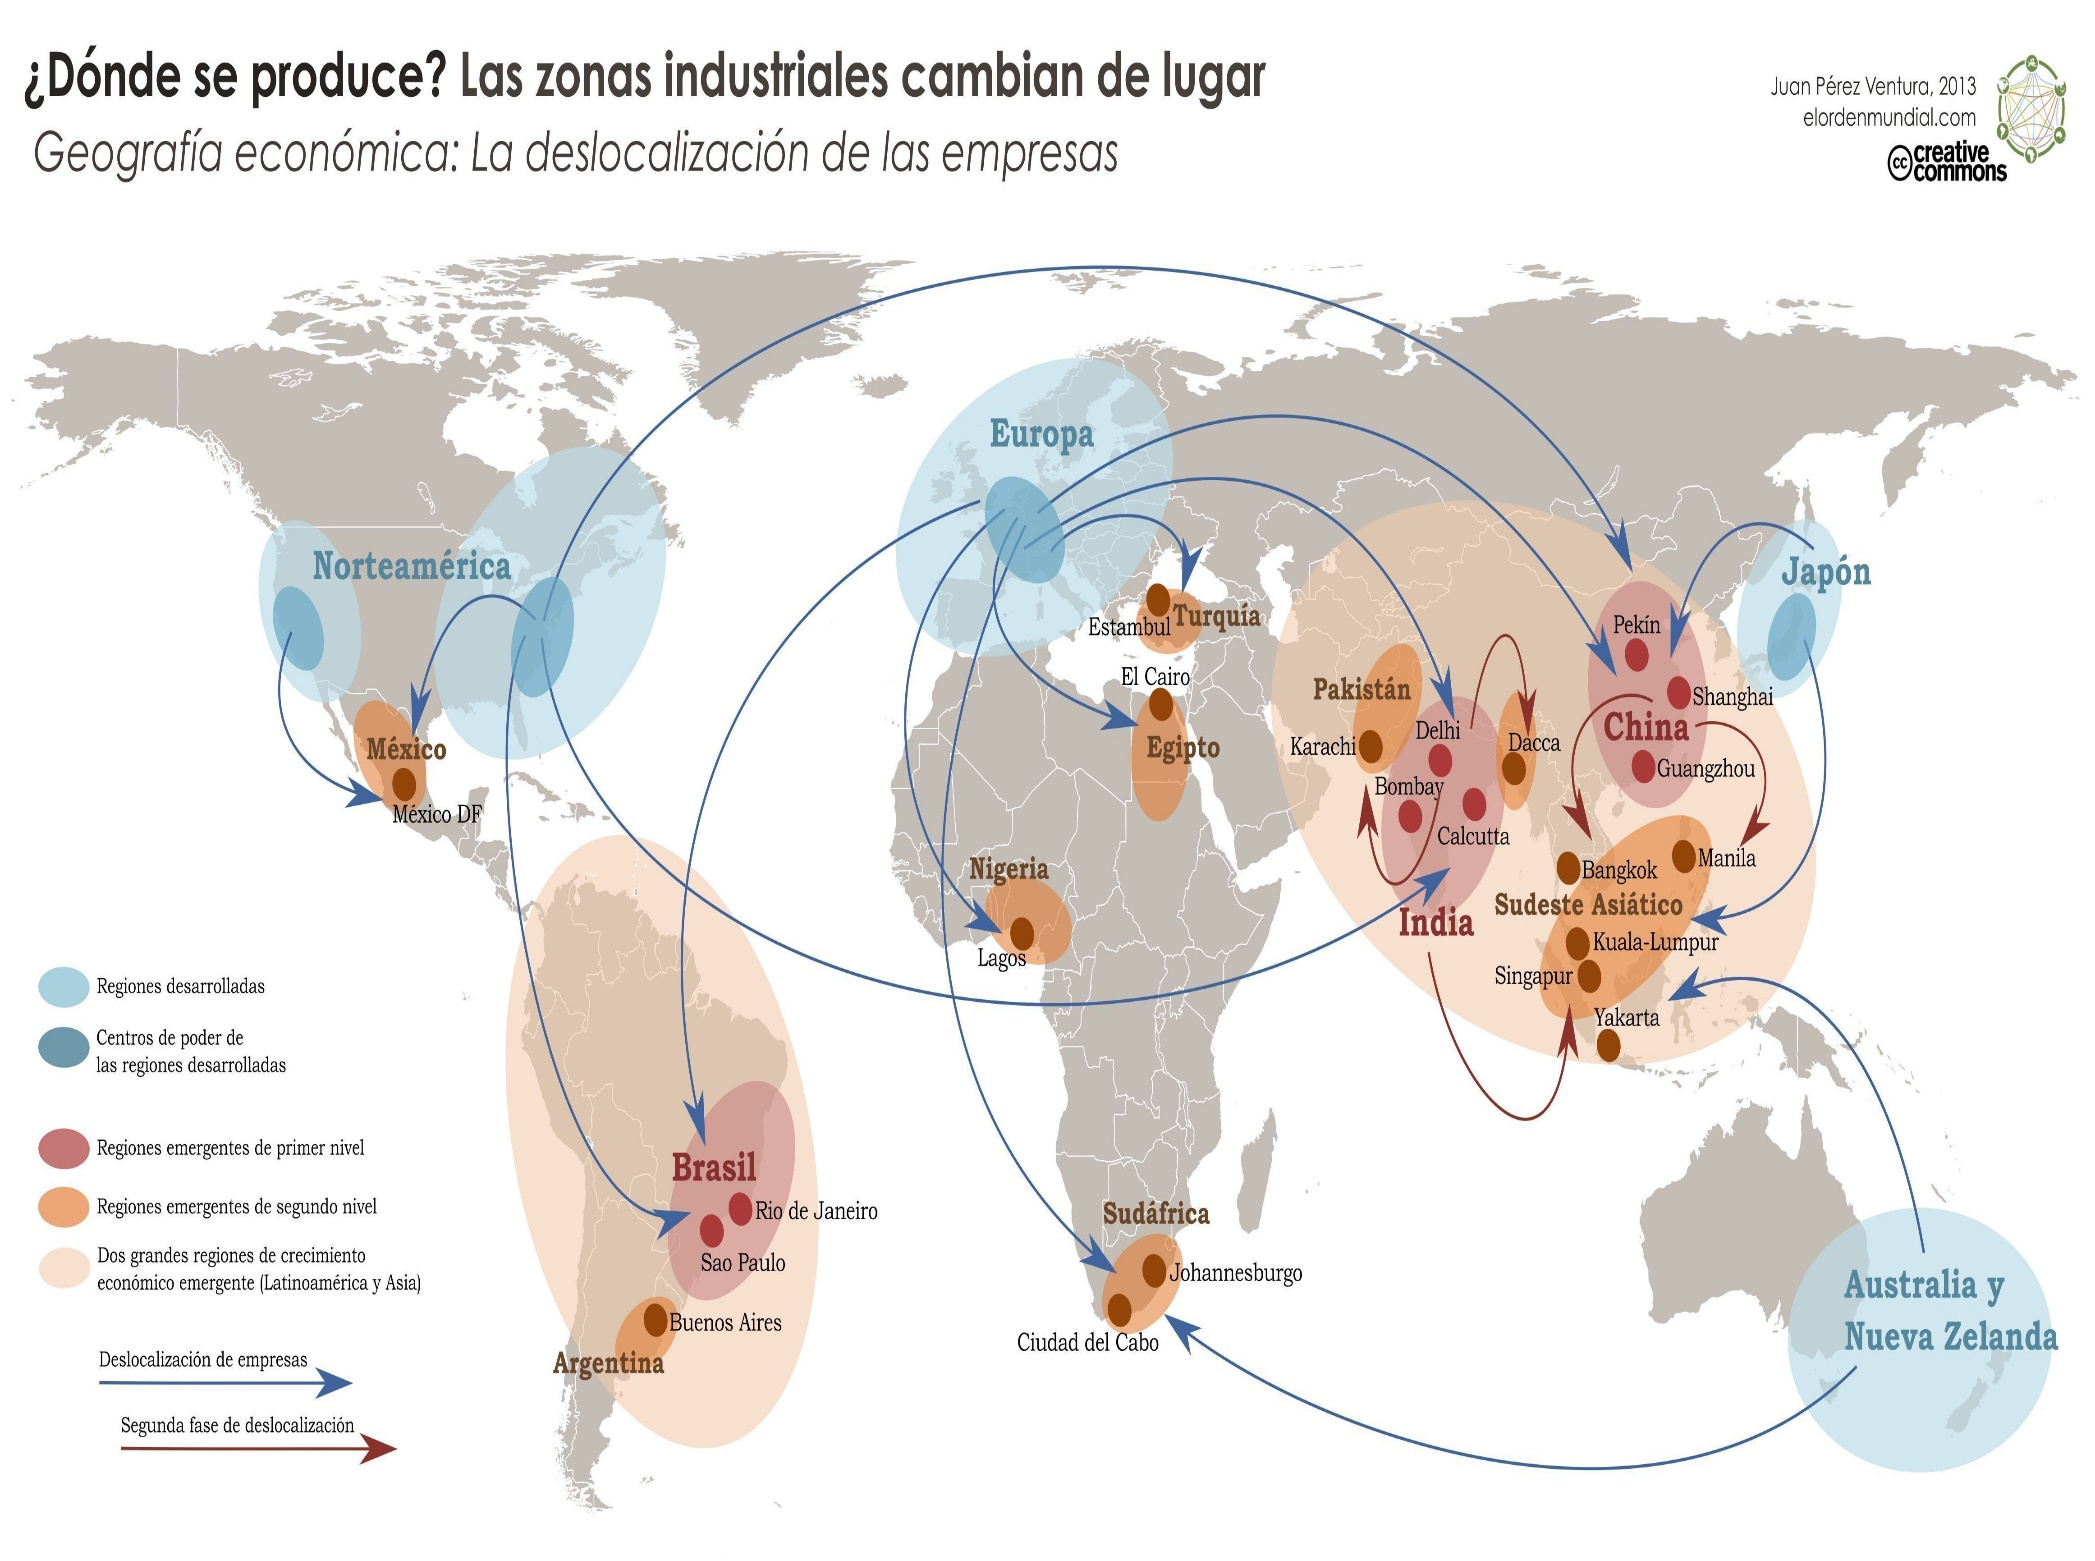 ¿Dónde se produce? Las zonas industriales cambian de lugar
Geografía económica: La deslocalización de las empresas
Juan Pérez Ventura, 2013
elordenmundial.com
cc creative
commons
Europa
Norteamérica
Japón
Turquía
Estambul
Pekín
El Cairo
Pakistán
Shanghai
China
Delhi
Dacca
Karachi
México
Egipto
Guangzhou
Bombay
México DF
Calcutta
Nigeria
Bangkok
Manila
Sudeste Asiático
India
Kuala-Lumpur
Lagos
Singapur
Yakarta
Regiones desarrolladas
Centros de poder de
las regiones desarrolladas
Regiones emergentes de primer nivel
Regiones emergentes de segundo nivel
Dos grandes regiones de crecimiento
económico emergente (Latinoamérica y Asia)
Deslocalización de empresas
Segunda fase de deslocalización
Brasil
Rio de Janeiro
Sao Paulo
Buenos Aires
Argentina
Sudáfrica
Johannesburgo
Ciudad del Cabo
Australia y
Nueva Zelanda